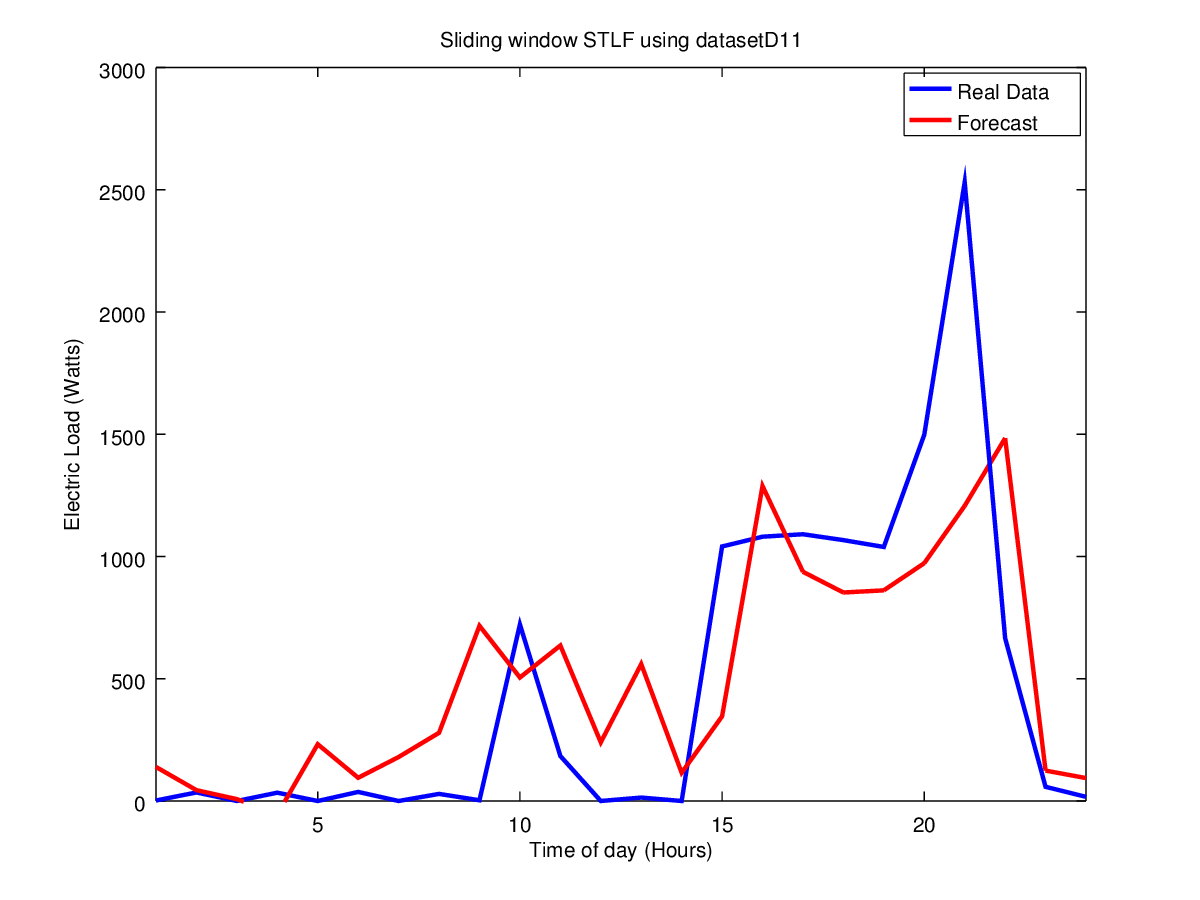 Sliding window STLF using datasetD11
3000
2500
2000
1500
1000
500
0
Real Data
Forecast
Electric Load (Watts)
5
10
15
20
Time of day (Hours)